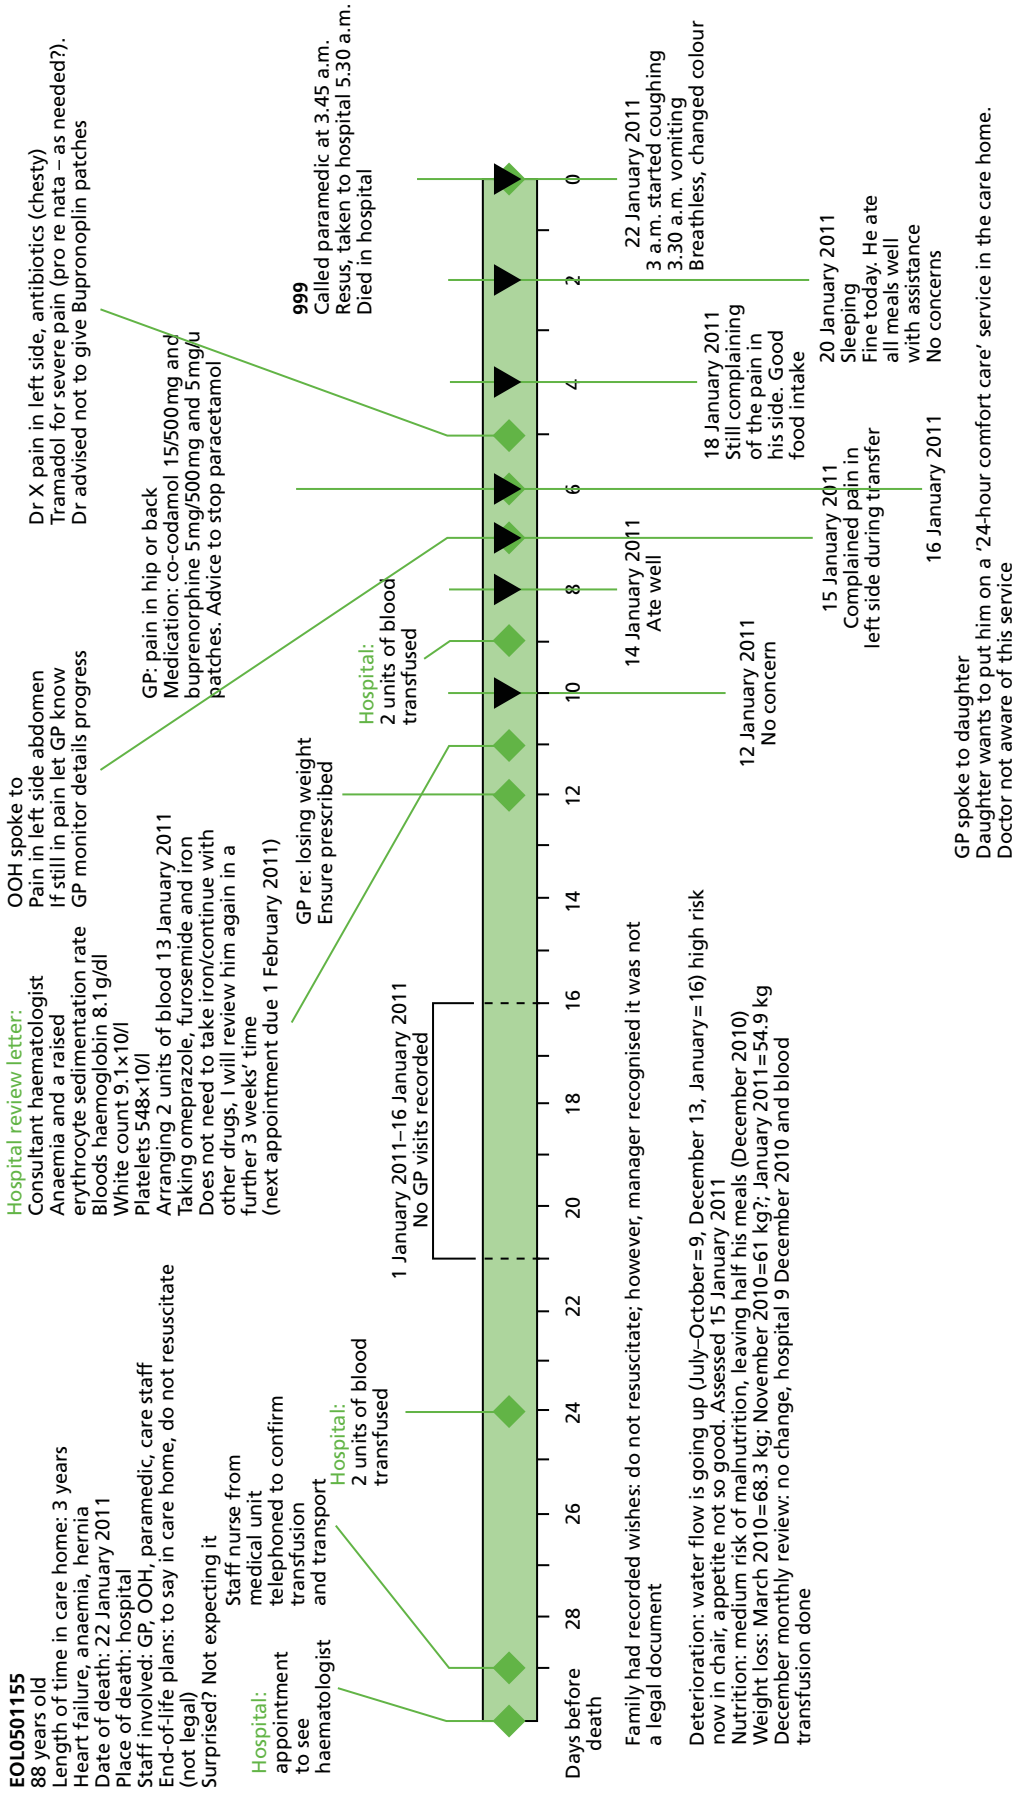 EOL0501155
88 years old
Length of time in care home: 3 years
Heart failure, anaemia, hernia
Date of death: 22 January 2011
Place of death: hospital
Staff involved: GP, OOH, paramedic, care staff
End-of-life plans: to say in care home, do not resuscitate
(not legal)
Surprised? Not expecting it
Hospital:
appointment
to see
haematologist
Staff nurse from
medical unit
telephoned to confirm
transfusion
and transport
Hospital:
2 units of blood
transfused
Hospital review letter:
Consultant haematologist
Anaemia and a raised
erythrocyte sedimentation rate
Bloods haemoglobin 8.1g/dl
White count 9.1×10/l
Platelets 548×10/l
Arranging 2 units of blood 13 January 2011
Taking omeprazole, furosemide and iron
Does not need to take iron/continue with
other drugs, I will review him again in a
further 3 weeks’ time
(next appointment due 1 February 2011)
1 January 2011–16 January 2011
No GP visits recorded
GP re: losing weight
Ensure prescribed
OOH spoke to
Pain in left side abdomen
If still in pain let GP know
GP monitor details progress
Hospital:
2 units of blood
transfused
GP: pain in hip or back
Medication: co-codamol 15/500mg and
buprenorphine 5mg/500mg and 5mg/u
patches. Advice to stop paracetamol
Dr X pain in left side, antibiotics (chesty)
Tramadol for severe pain (pro re nata – as needed?).
Dr advised not to give Bupronoplin patches
999
Called paramedic at 3.45 a.m.
Resus, taken to hospital 5.30 a.m.
Died in hospital
Days before
death
28
26
24
22
20
18
16
14
12
10
8
6
4
2
0
12 January 2011
No concern
14 January 2011
Ate well
15 January 2011
Complained pain in
left side during transfer
16 January 2011
18 January 2011
Still complaining
of the pain in
his side. Good
food intake
20 January 2011
Sleeping
Fine today. He ate
all meals well
with assistance
No concerns
22 January 2011
3 a.m. started coughing
3.30 a.m. vomiting
Breathless, changed colour
GP spoke to daughter
Daughter wants to put him on a ‘24-hour comfort care’ service in the care home.
Doctor not aware of this service
Family had recorded wishes: do not resuscitate; however, manager recognised it was not
a legal document
Deterioration: water flow is going up (July–October=9, December 13, January=16) high risk
now in chair, appetite not so good. Assessed 15 January 2011
Nutrition: medium risk of malnutrition, leaving half his meals (December 2010)
Weight loss: March 2010=68.3 kg; November 2010=61 kg?; January 2011=54.9 kg
December monthly review: no change, hospital 9 December 2010 and blood
transfusion done